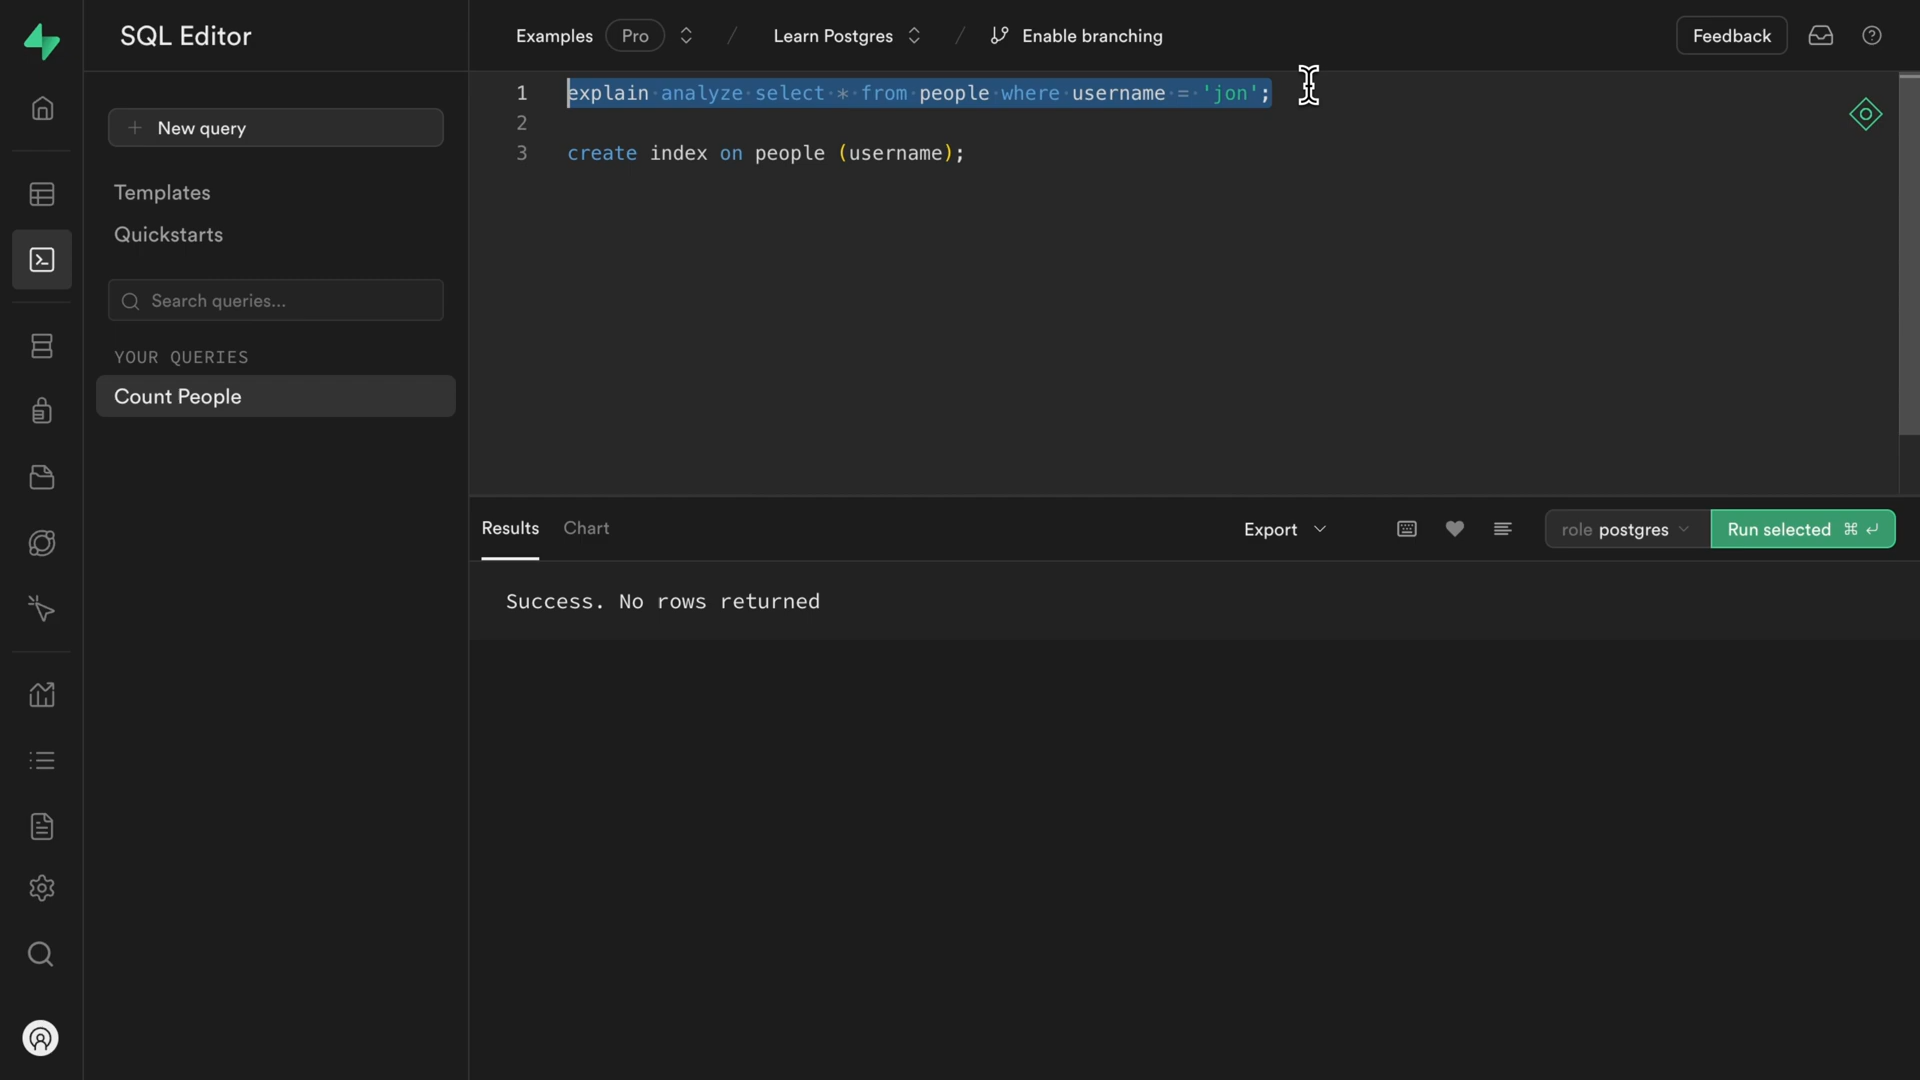 SQL Editor
Examples Pro / Learn Postgres / Enable branching
Feedback
New query
Templates
Quickstarts
Search queries...
YOUR QUERIES
Count People
1 explain analyze select * from people where username = 'jon';
2
3 create index on people (username);
Results Chart
Export
role postgres
Run selected ⌘ ↵
Success. No rows returned